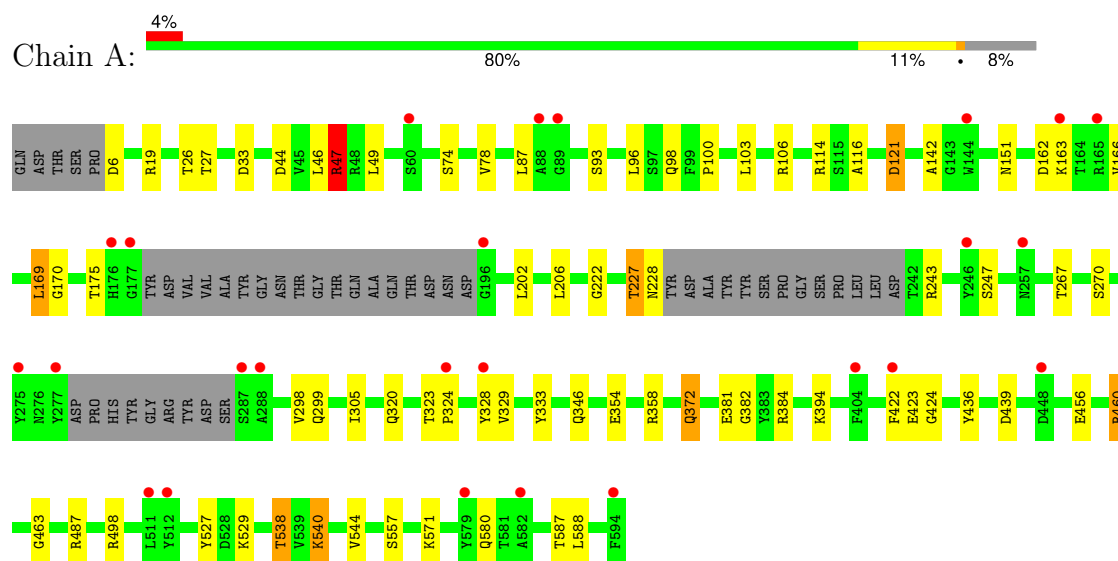 4%
Chain A:
80% 11% • 8%
GLN ASP THR SER PRO D6 R19 T26 T27 D33 D44 V45 L46 R47 R48 L49 S60 S74 V78 L87 A88 G89 S93 L96 S97 Q98 F99 P100 L103 R106 R114 S115 A116 D121 A142 G143 W144 N151 D162 K163 T164 R165 V166
L169 G170 T175 H176 G177 TYR ASP VAL VAL ALA TYR GLY ASN THR THR GLY THR GLN ALA GLN THR ASP ASN ASP G196 L202 L206 G222 T227 N228 TYR ASP ALA TYR TYR SER PRO GLY SER PRO LEU LEU ASP T242 R243 Y246 S247 N257 T267 S270
Y275 N276 Y277 ASP PRO HIS TYR GLY ARG TYR ASP SER S287 A288 V298 Q299 I305 Q320 T323 P324 Y328 V329 Y333 Q346 E354 R358 Q372 E381 G382 Y383 R384 K394 F404 F422 E423 G424 Y436 D439 D448 E456 R460
G463 R487 R498 L511 Y512 Y527 D528 K529 T538 V539 K540 V544 S557 K571 Y579 Q580 T581 A582 T587 L588 F594